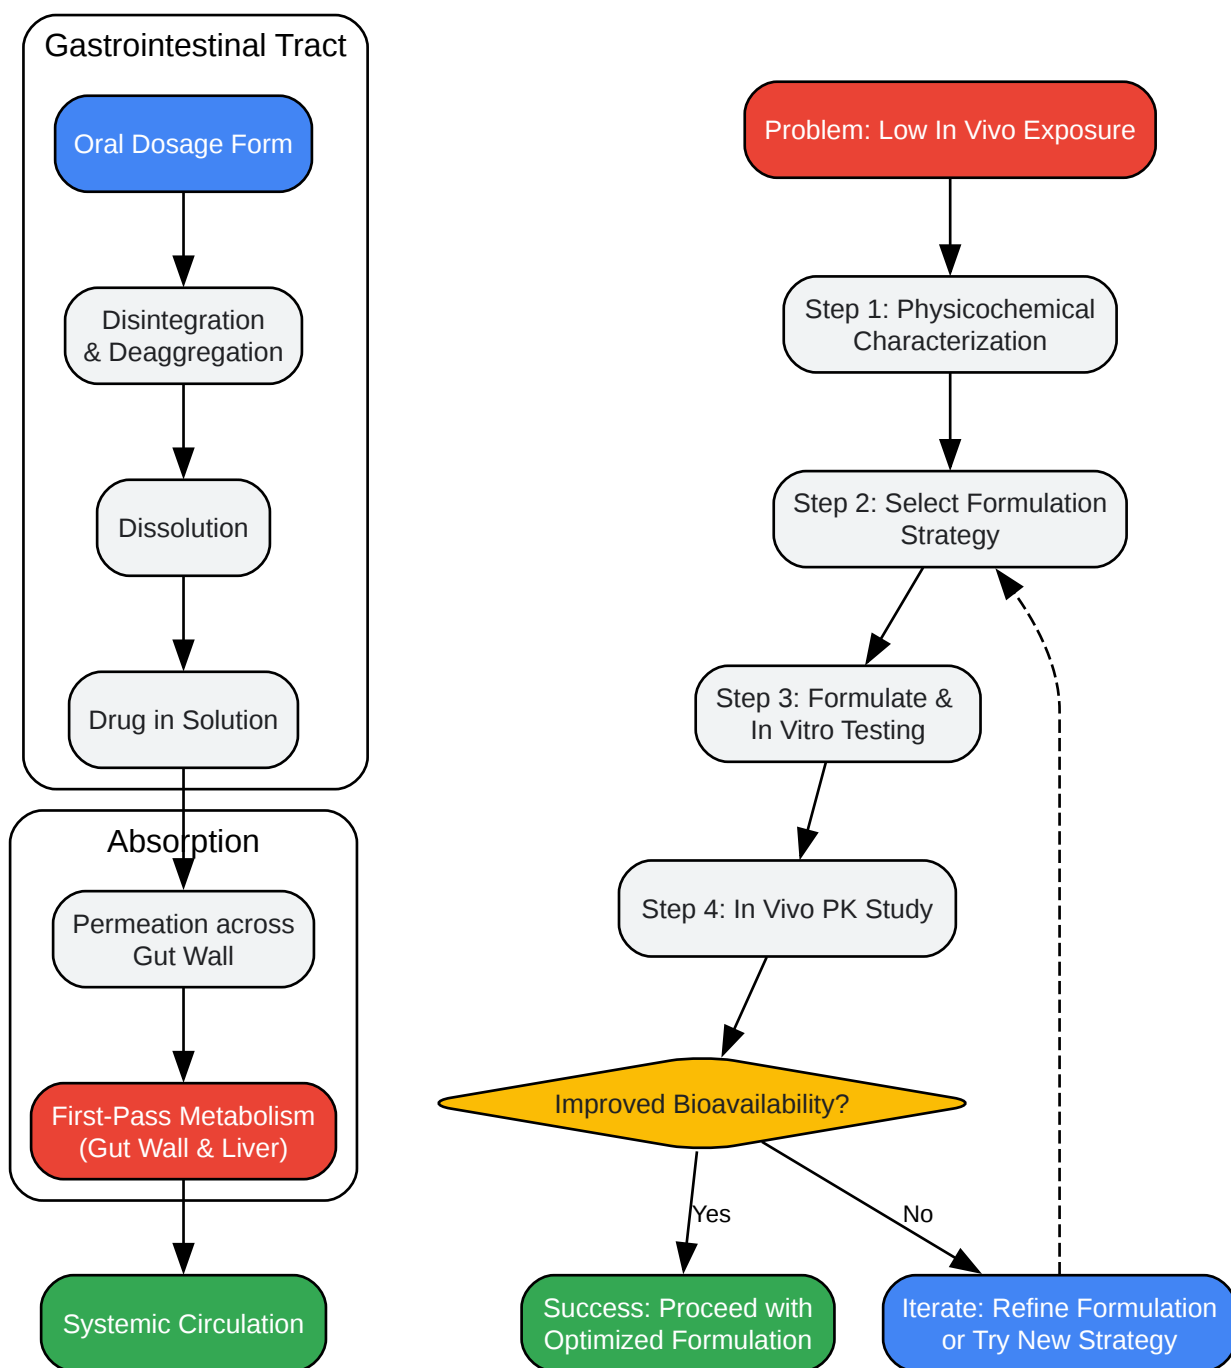 Gastrointestinal Tract
Oral Dosage Form
Disintegration
& Deaggregation
Dissolution
Drug in Solution
Absorption
Permeation across
Gut Wall
First-Pass Metabolism
(Gut Wall & Liver)
Systemic Circulation
Problem: Low In Vivo Exposure
Step 1: Physicochemical
Characterization
Step 2: Select Formulation
Strategy
Step 3: Formulate &
In Vitro Testing
Step 4: In Vivo PK Study
Improved Bioavailability?
Yes
No
Success: Proceed with
Optimized Formulation
Iterate: Refine Formulation
or Try New Strategy